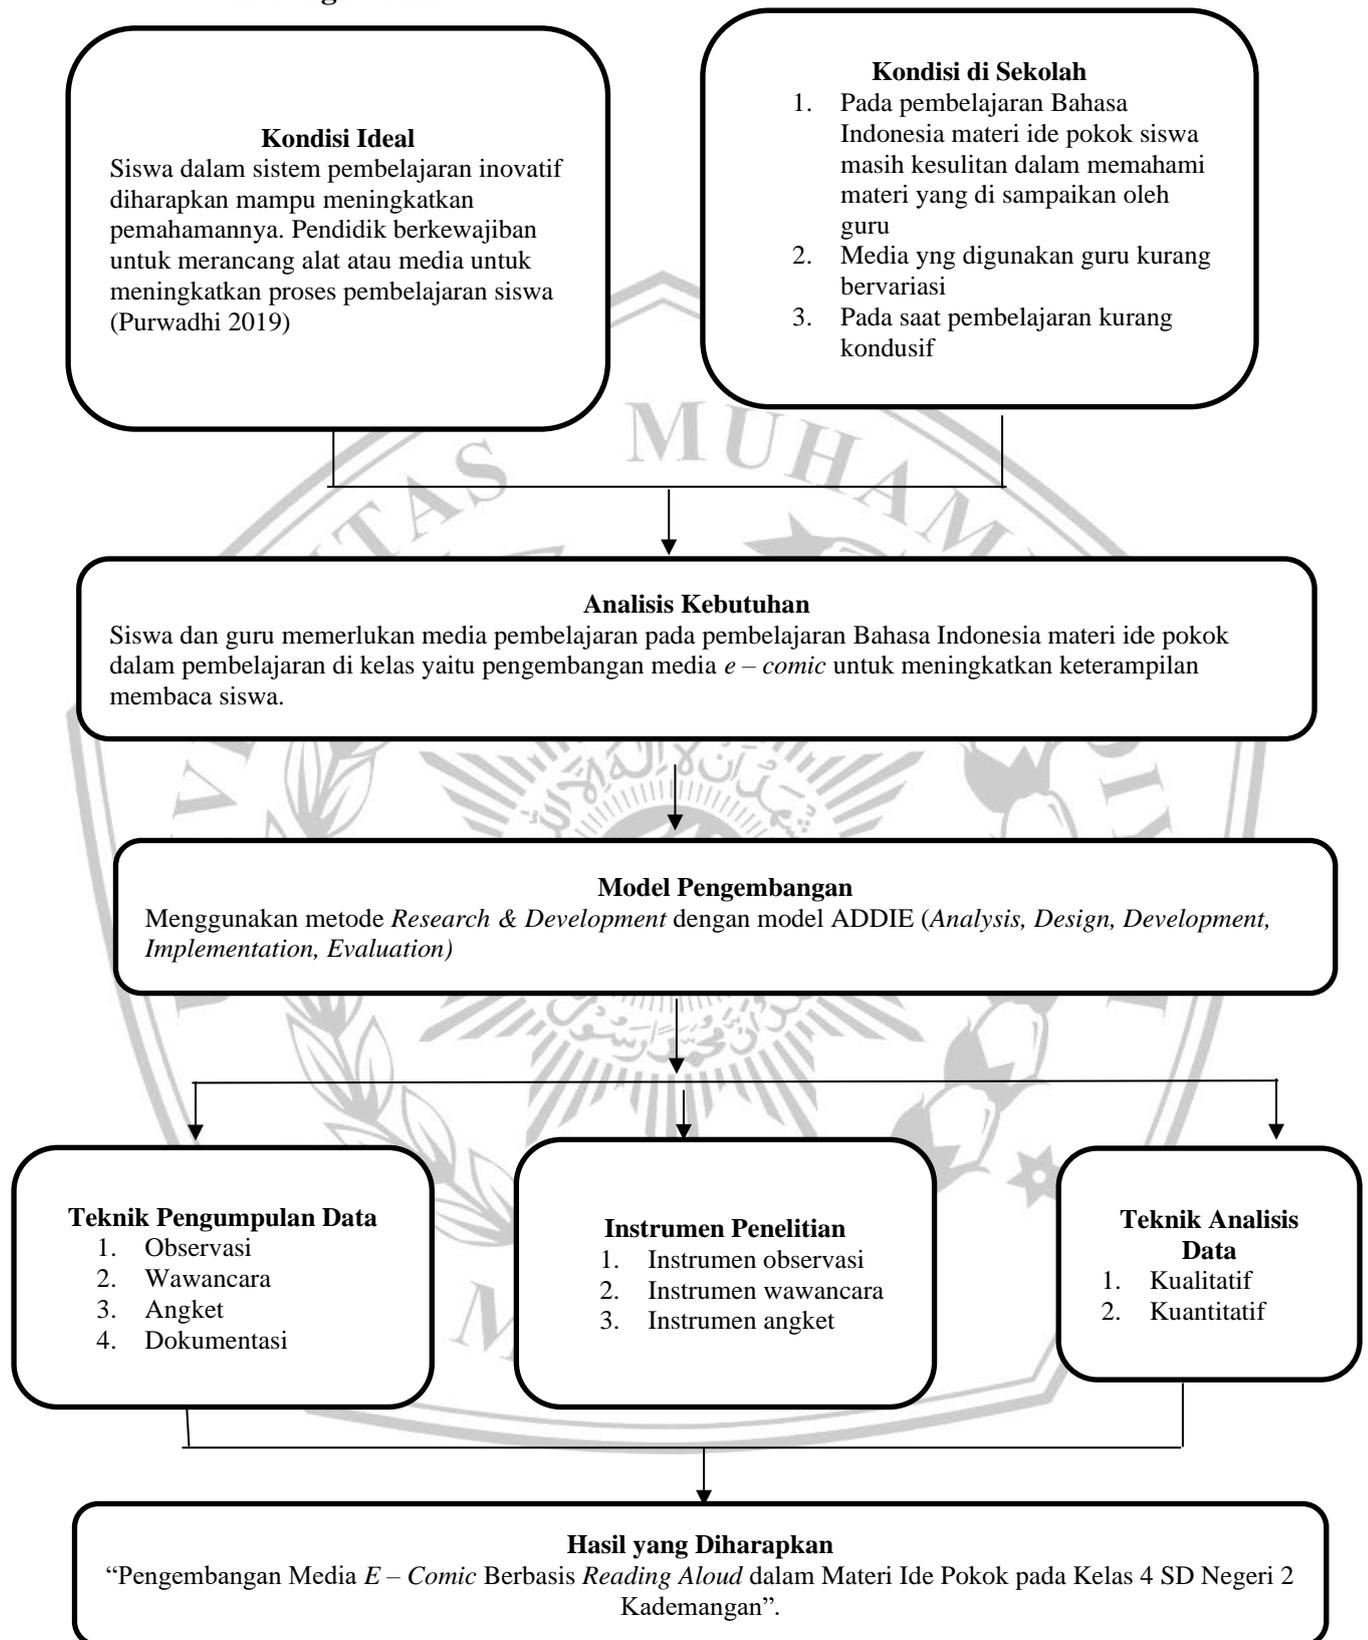 Kondisi Ideal
Siswa dalam sistem pembelajaran inovatif
diharapkan mampu meningkatkan
pemahamannya. Pendidik berkewajiban
untuk merancang alat atau media untuk
meningkatkan proses pembelajaran siswa
(Purwadhi 2019)
Kondisi di Sekolah
1. Pada pembelajaran Bahasa
Indonesia materi ide pokok siswa
masih kesulitan dalam memahami
materi yang di sampaikan oleh
guru
2. Media yng digunakan guru kurang
bervariasi
3. Pada saat pembelajaran kurang
kondusif
MUHAM
TAS
Analisis Kebutuhan
Siswa dan guru memerlukan media pembelajaran pada pembelajaran Bahasa Indonesia materi ide pokok
dalam pembelajaran di kelas yaitu pengembangan media e – comic untuk meningkatkan keterampilan
membaca siswa.
Model Pengembangan
Menggunakan metode Research & Development dengan model ADDIE (Analysis, Design, Development,
Implementation, Evaluation)
Teknik Pengumpulan Data
1. Observasi
2. Wawancara
3. Angket
4. Dokumentasi
Instrumen Penelitian
1. Instrumen observasi
2. Instrumen wawancara
3. Instrumen angket
Teknik Analisis
Data
1. Kualitatif
2. Kuantitatif
Hasil yang Diharapkan
“Pengembangan Media E – Comic Berbasis Reading Aloud dalam Materi Ide Pokok pada Kelas 4 SD Negeri 2
Kademangan”.